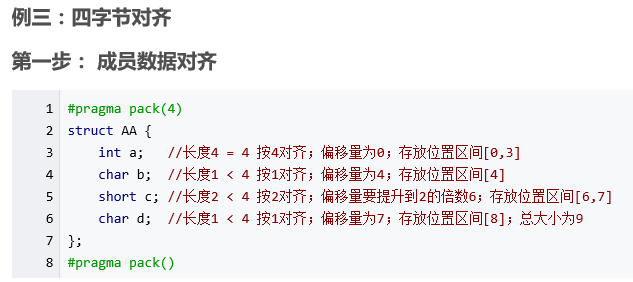 例三：四字节对齐
第一步： 成员数据对齐
1 #pragma pack(4)
2 struct AA {
3     int a;   //长度4 = 4 按4对齐；偏移量为0；存放位置区间[0,3]
4     char b;  //长度1 < 4 按1对齐；偏移量为4；存放位置区间[4]
5     short c; //长度2 < 4 按2对齐；偏移量要提升到2的倍数6；存放位置区间[6,7]
6     char d;  //长度1 < 4 按1对齐；偏移量为7；存放位置区间[8]；总大小为9
7 };
8 #pragma pack()